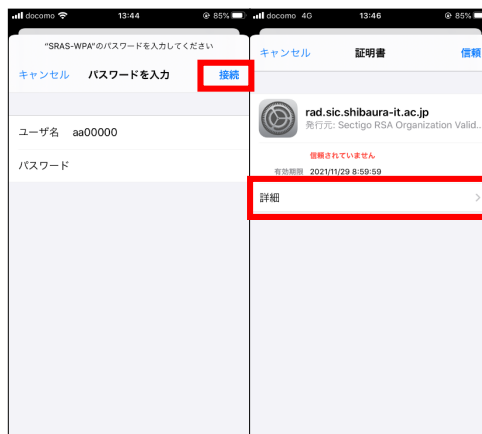 docomo 13:44 85%
"SRAS-WPA"のパスワードを入力してください
キャンセル パスワードを入力 接続
ユーザ名 aa00000
パスワード
docomo 4G 13:46 85%
キャンセル 証明書 信頼
rad.sic.shibaura-it.ac.jp
発行元: Sectigo RSA Organization Valid..
信頼されていません
有効期限 2021/11/29 8:59:59
詳細